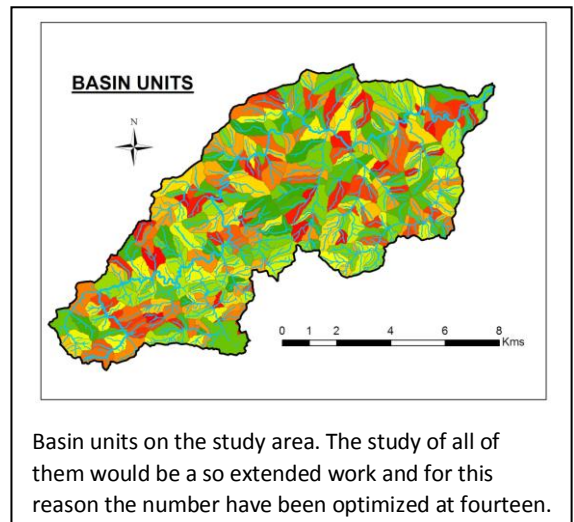 BASIN UNITS
N
0 1 2 4 6 8
Kms
Basin units on the study area. The study of all of
them would be a so extended work and for this
reason the number have been optimized at fourteen.